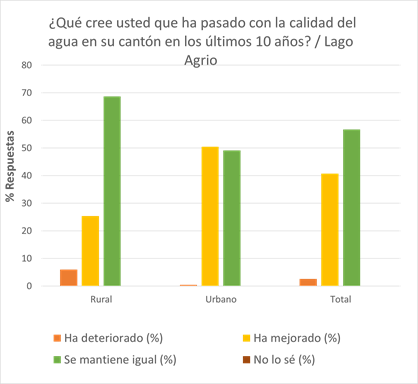 ¿Qué cree usted que ha pasado con la calidad del
agua en su cantón en los últimos 10 años? / Lago
Agrio
80
70
60
50
40
30
20
10
0
% Respuestas
Rural
Urbano
Total
Ha deteriorado (%)
Ha mejorado (%)
Se mantiene igual (%)
No lo sé (%)